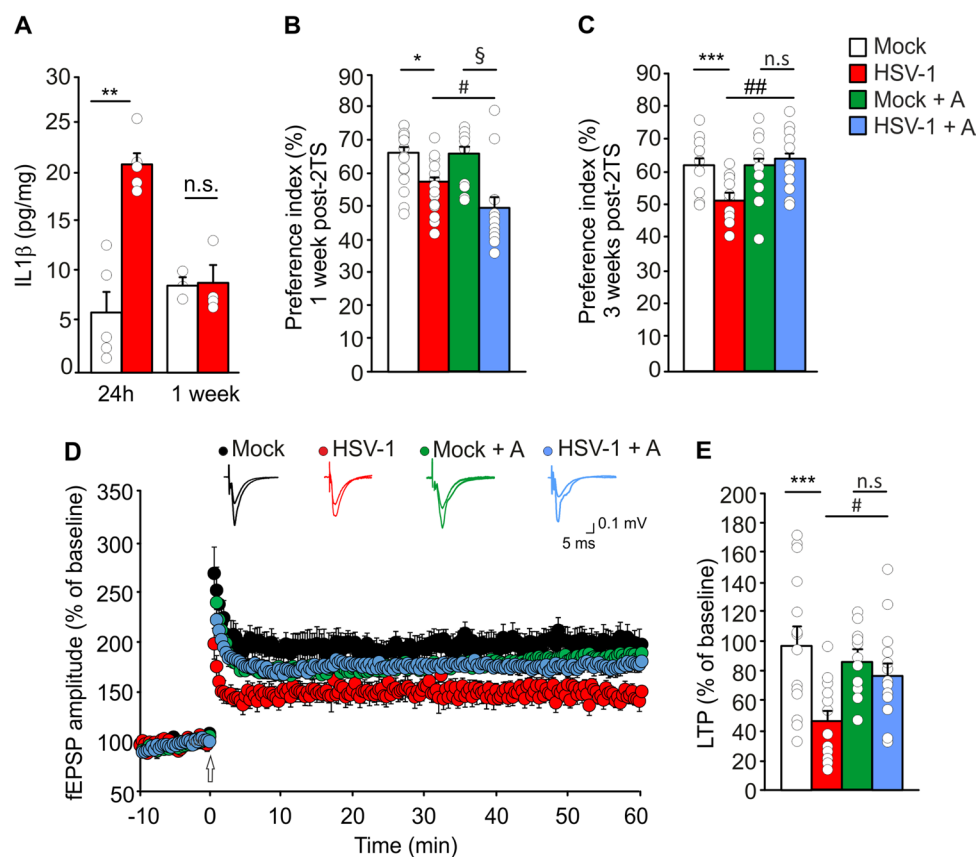 A
IL1β (pg/mg)
30
25
20
15
10
5
0
**
n.s.
24h
1 week
B
Preference index (%)
1 week post-2TS
90
80
70
60
50
40
30
20
10
0
*
§
#
C
Preference index (%)
3 weeks post-2TS
90
80
70
60
50
40
30
20
10
0
***
n.s
##
Mock
HSV-1
Mock + A
HSV-1 + A
D
Mock
HSV-1
Mock + A
HSV-1 + A
fEPSP amplitude (% of baseline)
350
300
250
200
150
100
50
0.1 mV
5 ms
-10 0 10 20 30 40 50 60
Time (min)
E
LTP (% of baseline)
200
180
160
140
120
100
80
60
40
20
0
***
n.s
#